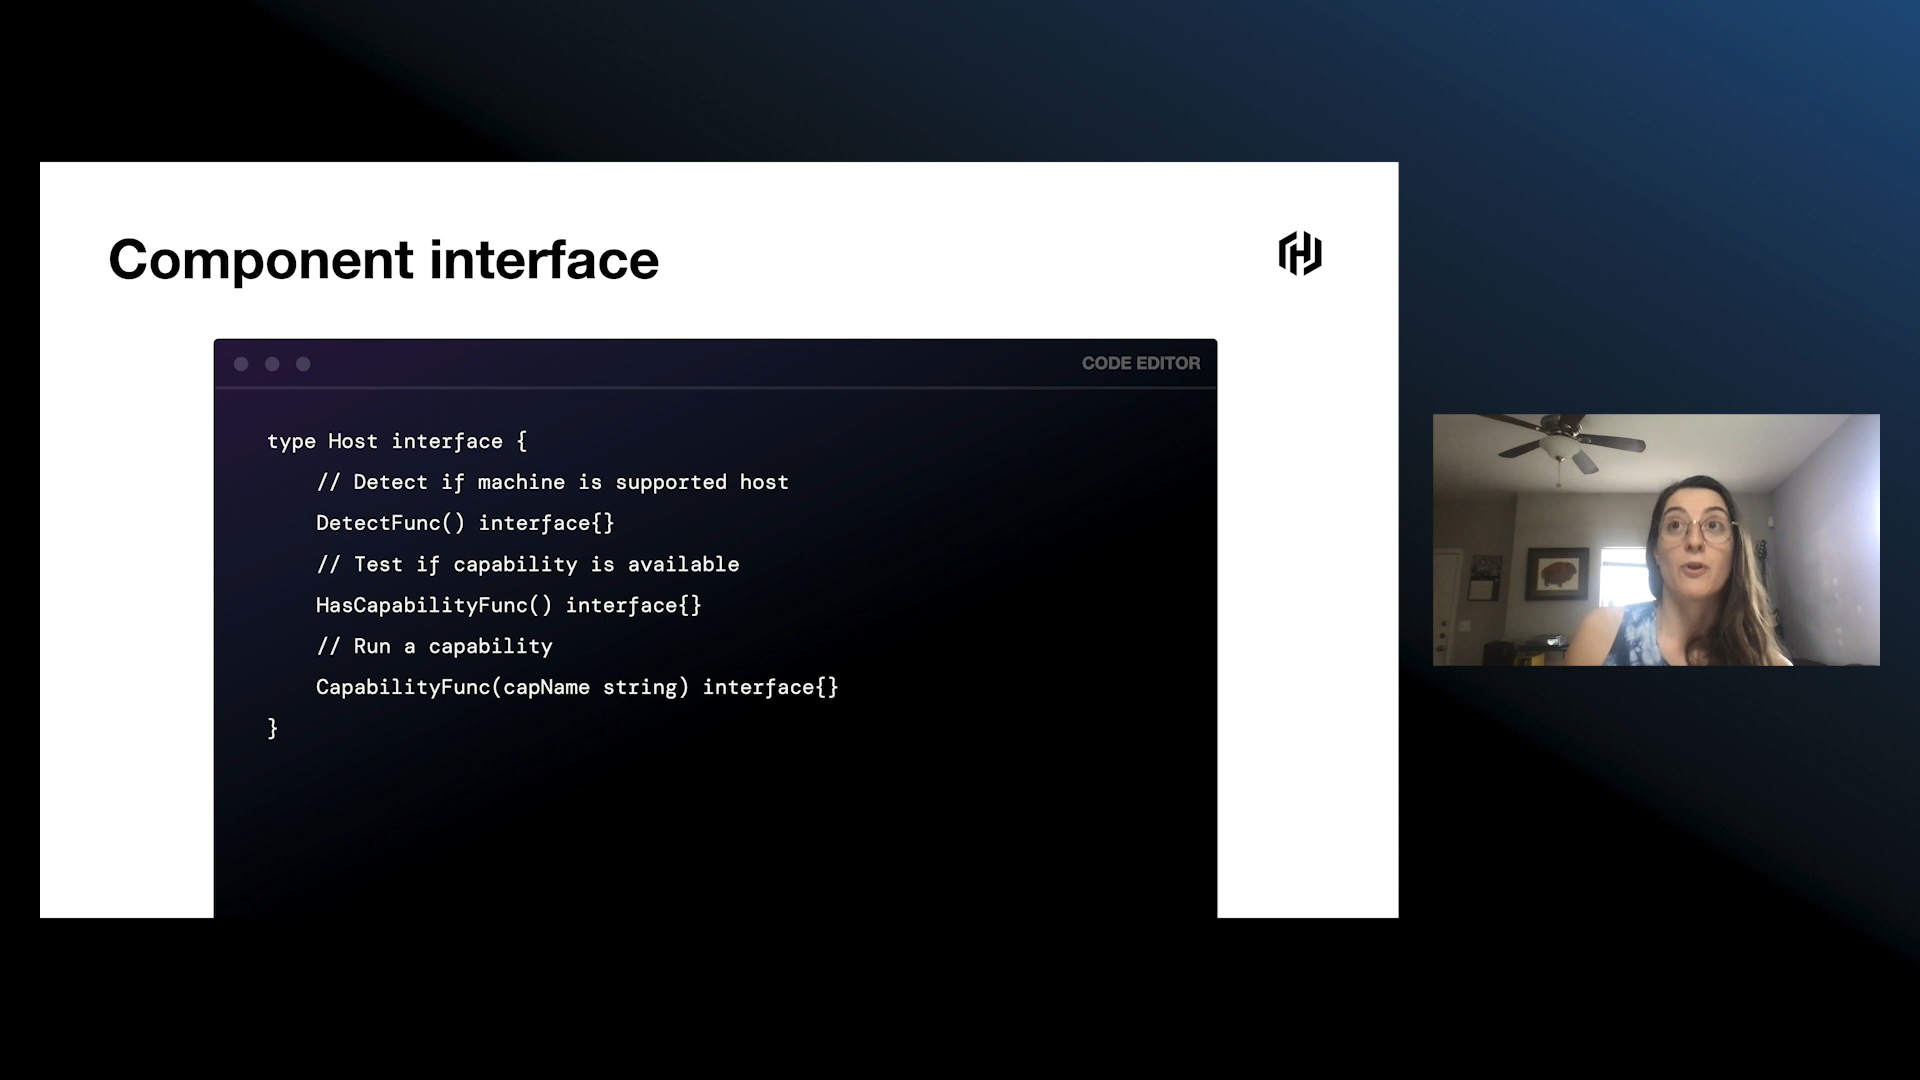 Component interface
CODE EDITOR
type Host interface {
// Detect if machine is supported host
DetectFunc() interface{}
// Test if capability is available
HasCapabilityFunc() interface{}
// Run a capability
CapabilityFunc(capName string) interface{}
}